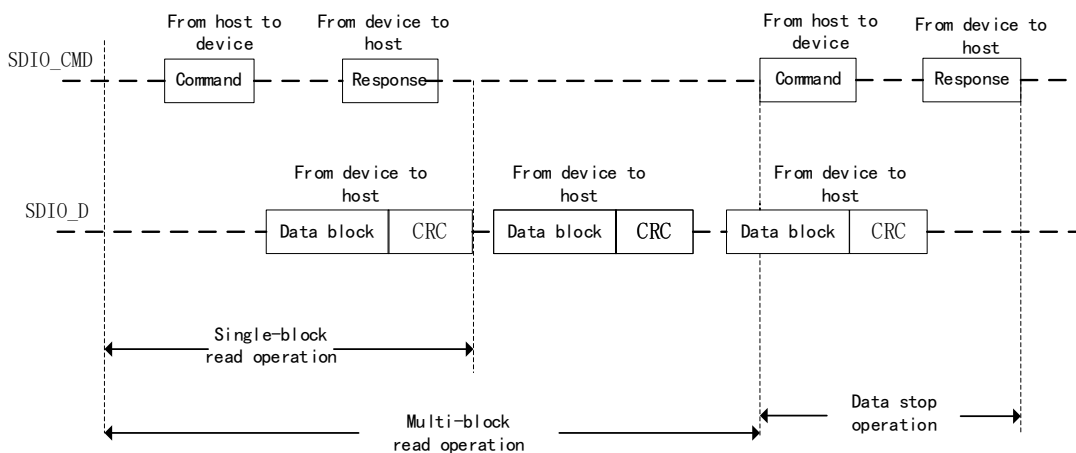 From host to
device
From device to
host
From host to
device
From device to
host
SDIO_CMD
Command
Response
Command
Response
From device to
host
From device to
host
From device to
host
SDIO_D
Data block
CRC
Data block
CRC
Data block
CRC
Single-block
read operation
Multi-block
read operation
Data stop
operation